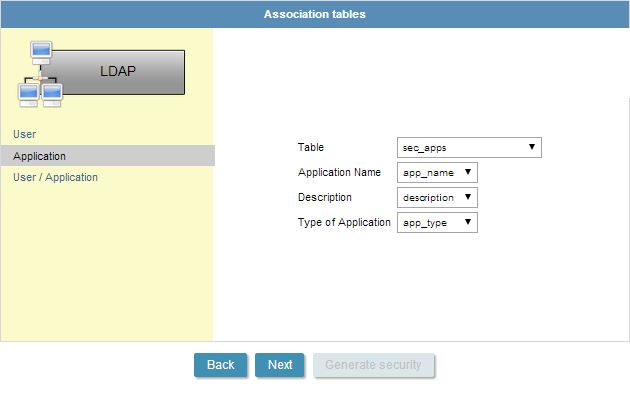 Association tables
LDAP
User
Application
User / Application
Table sec_apps
Application Name app_name
Description description
Type of Application app_type
Back Next Generate security